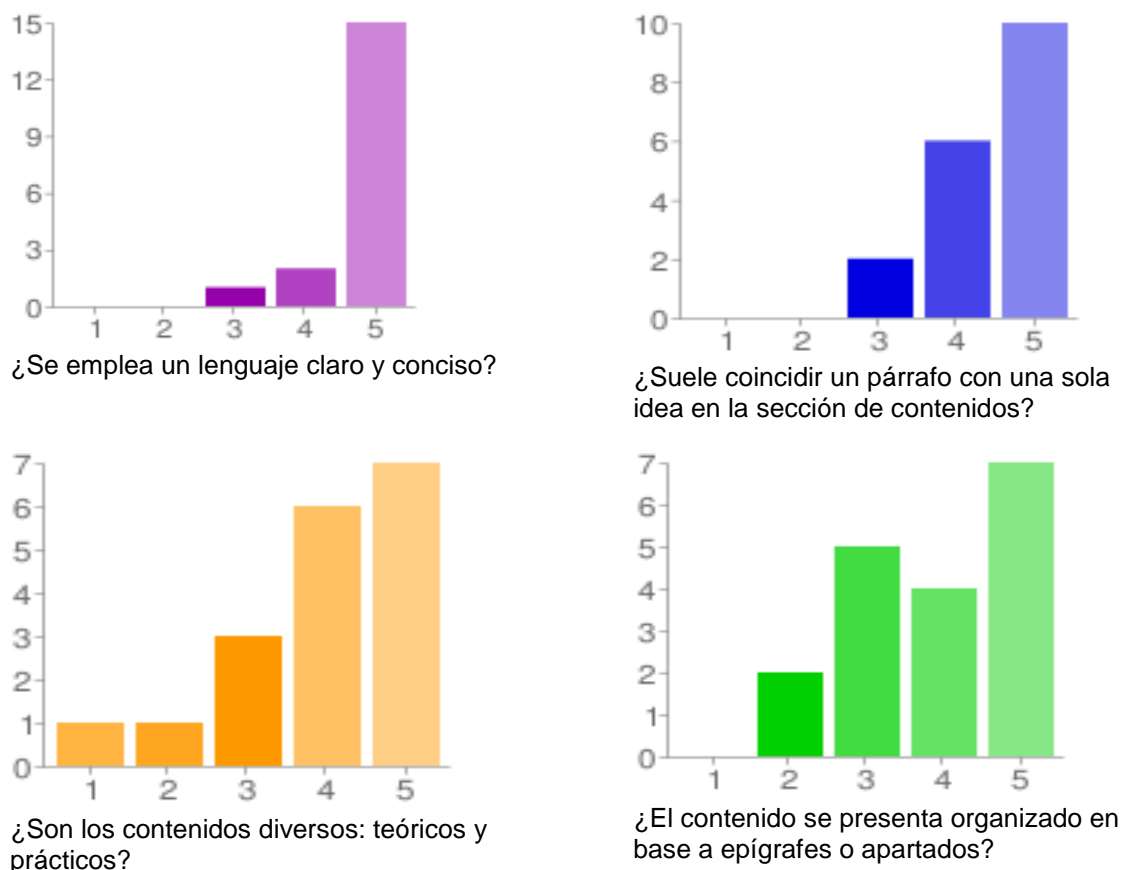 15
12
9
6
3
0
1 2 3 4 5
¿Se emplea un lenguaje claro y conciso?
10
8
6
4
2
0
1 2 3 4 5
¿Suele coincidir un párrafo con una sola
idea en la sección de contenidos?
7
6
5
4
3
2
1
0
1 2 3 4 5
¿Son los contenidos diversos: teóricos y
prácticos?
7
6
5
4
3
2
1
0
1 2 3 4 5
¿El contenido se presenta organizado en
base a epígrafes o apartados?